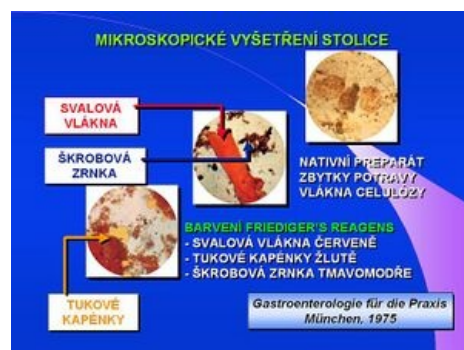 MIKROSKOPICKÉ VYŠETŘENÍ STOLICE
SVALOVÁ
VLÁKNA
ŠKROBOVÁ
ZRNKA
NATIVNÍ PREPARÁT
ZBYTKY POTRAVY
VLÁKNA CELULÓZY
BARVENÍ FRIEDIGER'S REAGENS
- SVALOVÁ VLÁKNA ČERVENĚ
- TUKOVÉ KAPÉNKY ŽLUTĚ
- ŠKROBOVÁ ZRNKA TMAVOMODŘE
TUKOVÉ
KAPÉNKY
Gastroenterologie für die Praxis
München, 1975